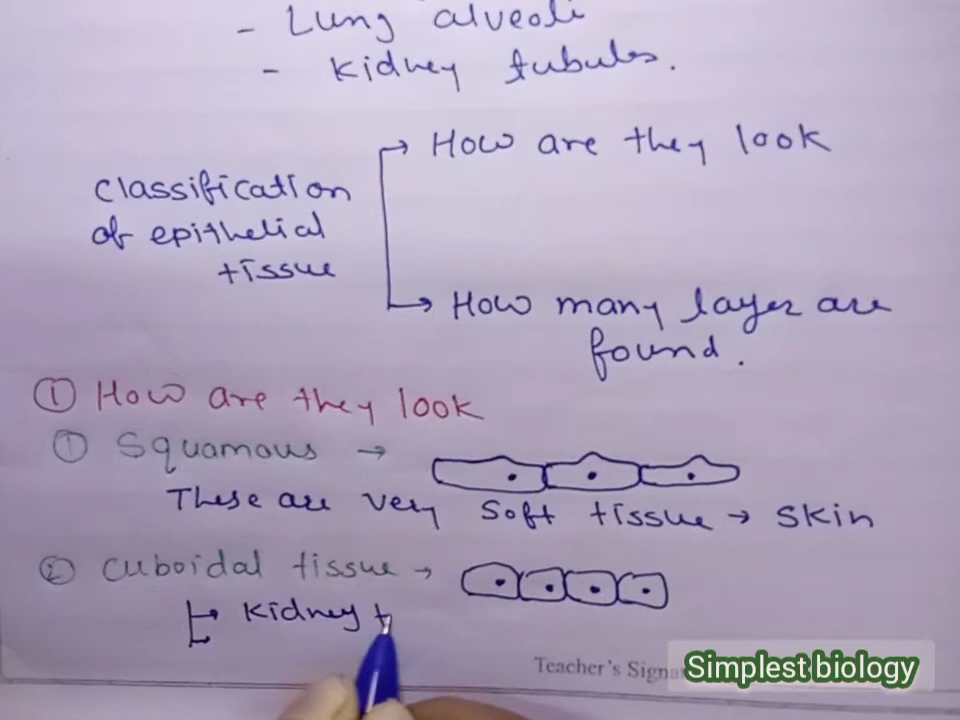 - Lung alveoli
- Kidney tubules.
Classification
of epithelial
tissue
→ How are they look
→ How many layer are
found.
① How are they look
① Squamous →
These are very soft tissue → skin
② Cuboidal tissue →
→ Kidney t
Teacher's Signa
Simplest biology